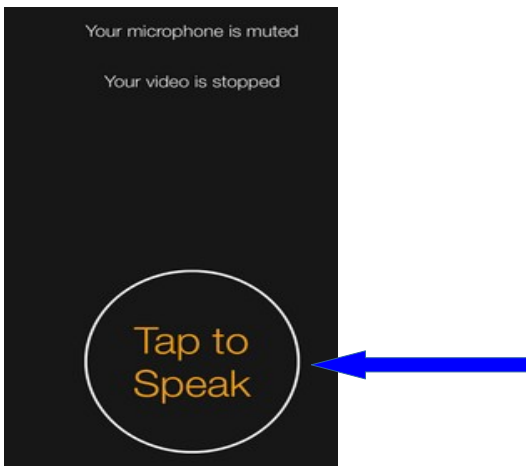 Your microphone is muted
Your video is stopped
Tap to
Speak